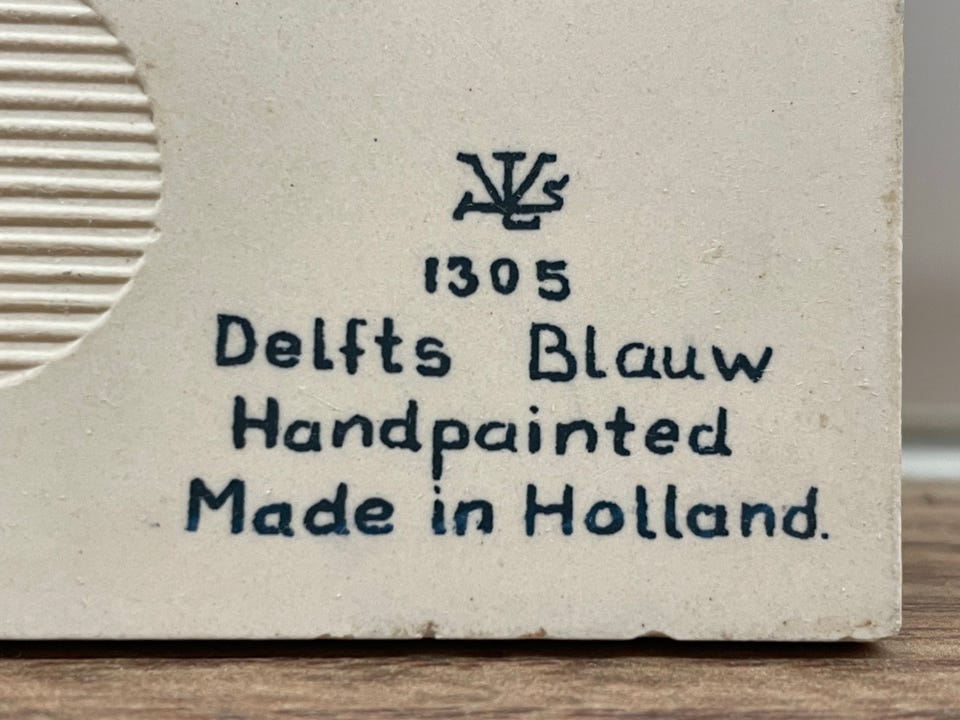 1305
Delfts Blauw
Handpainted
Made in Holland.